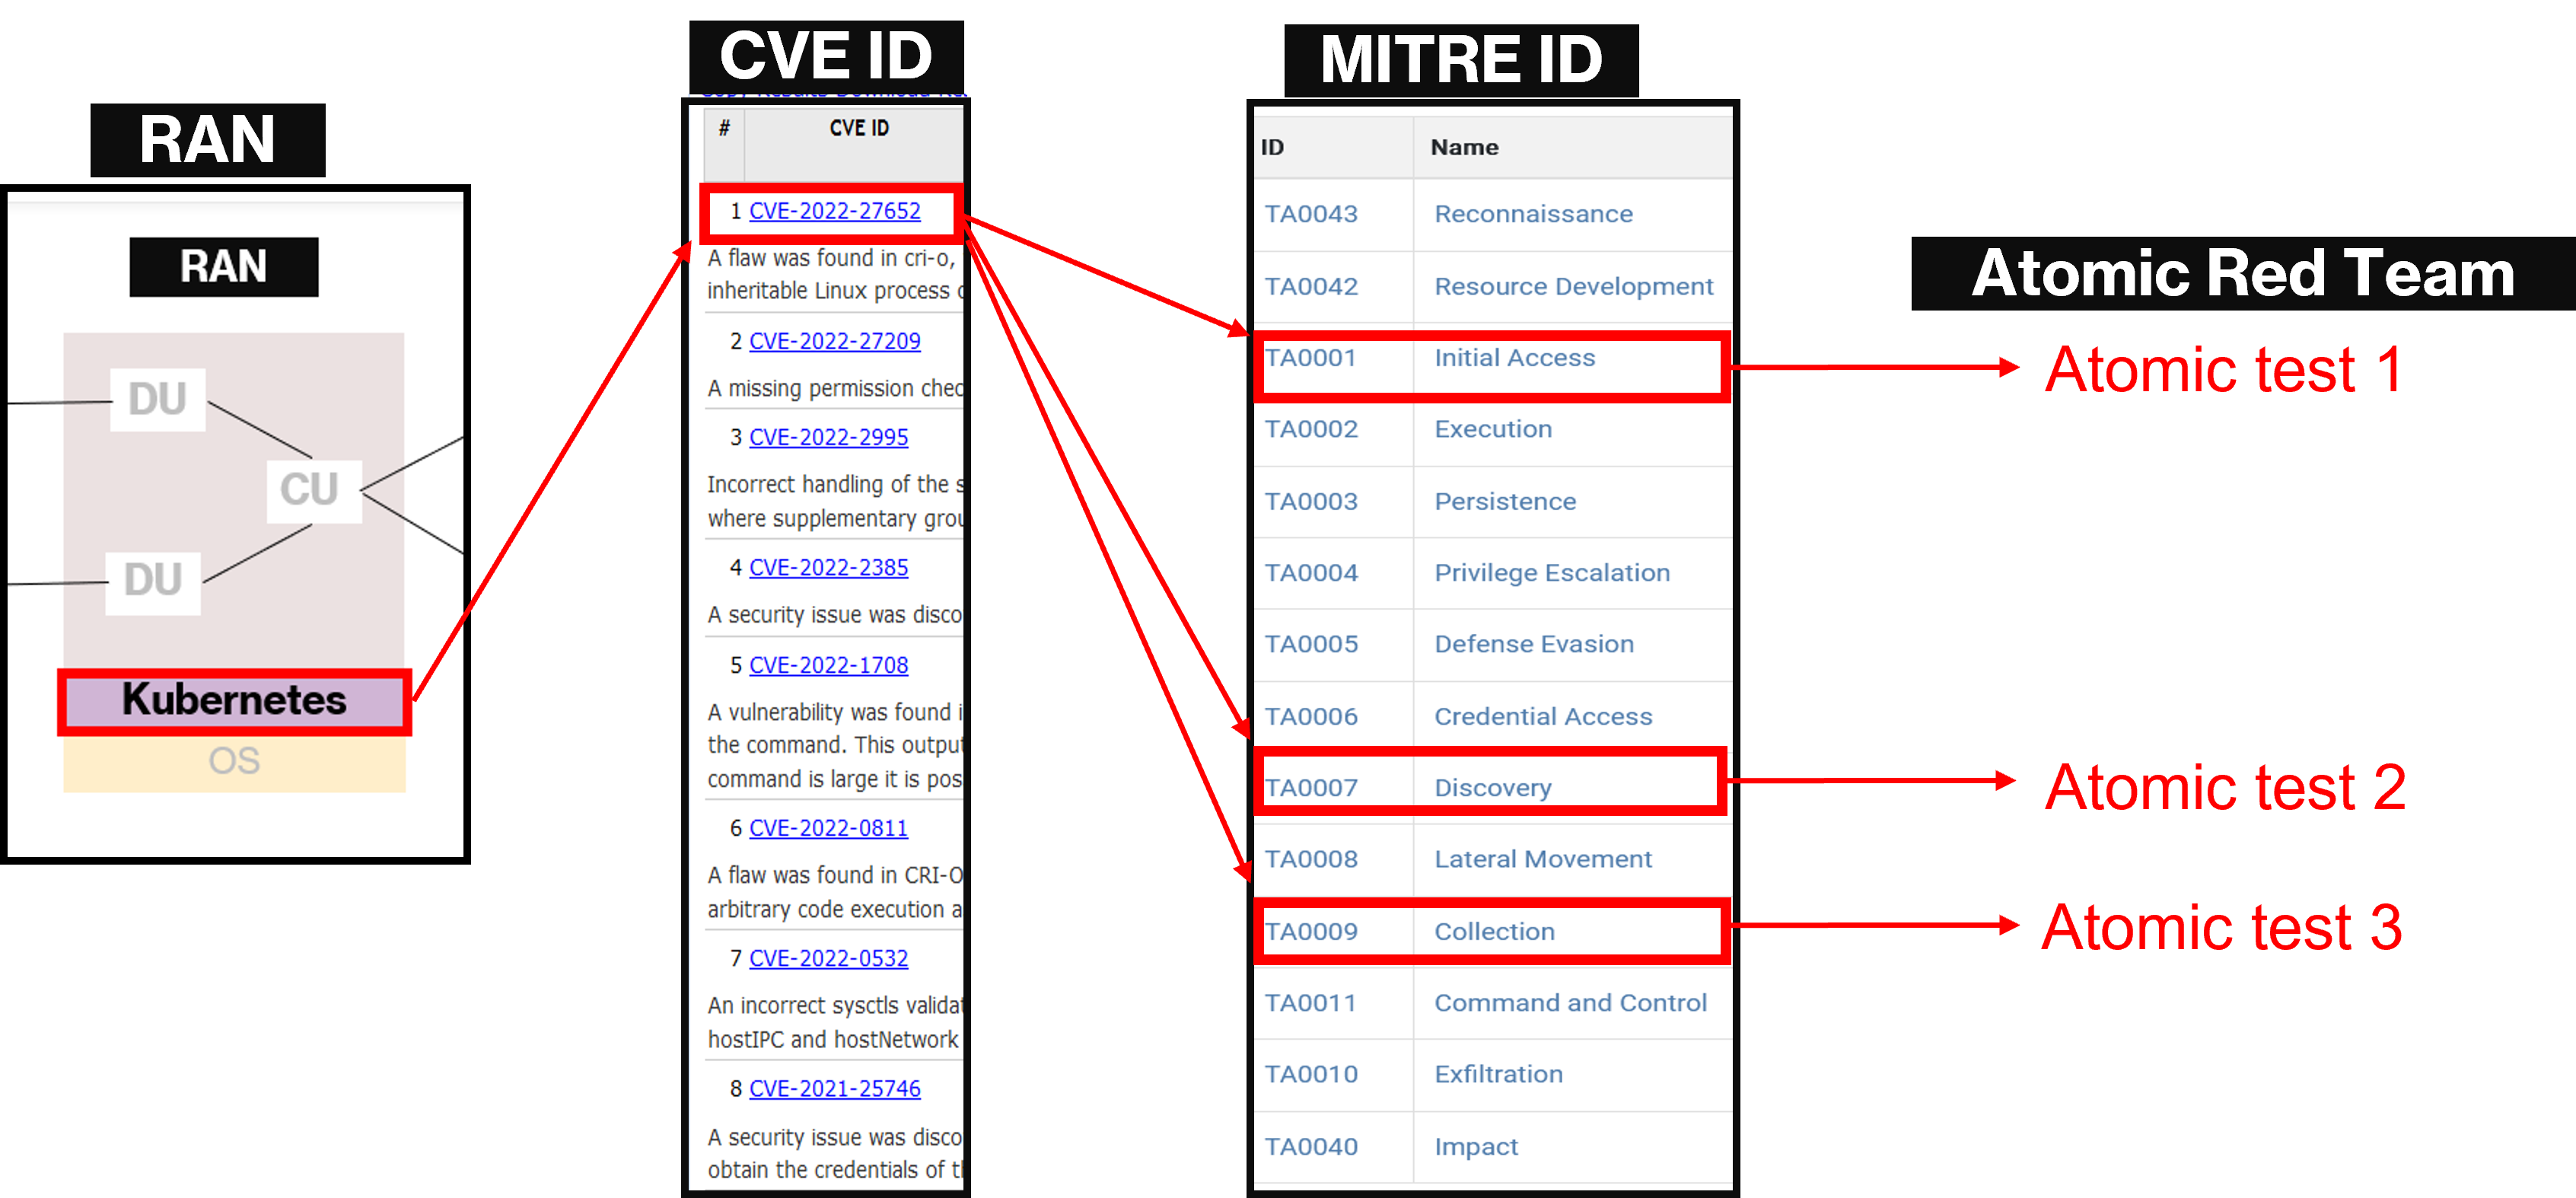 RAN
RAN
DU
CU
DU
Kubernetes
OS
CVE ID
# CVE ID
1 CVE-2022-27652
A flaw was found in cri-o,
inheritable Linux process
2 CVE-2022-27209
A missing permission chec
3 CVE-2022-2995
Incorrect handling of the s
where supplementary grou
4 CVE-2022-2385
A security issue was disco
5 CVE-2022-1708
A vulnerability was found i
the command. This output
command is large it is pos
6 CVE-2022-0811
A flaw was found in CRI-O
arbitrary code execution a
7 CVE-2022-0532
An incorrect sysctls validat
hostIPC and hostNetwork
8 CVE-2021-25746
A security issue was disco
obtain the credentials of t
MITRE ID
ID Name
TA0043 Reconnaissance
TA0042 Resource Development
TA0001 Initial Access
TA0002 Execution
TA0003 Persistence
TA0004 Privilege Escalation
TA0005 Defense Evasion
TA0006 Credential Access
TA0007 Discovery
TA0008 Lateral Movement
TA0009 Collection
TA0011 Command and Control
TA0010 Exfiltration
TA0040 Impact
Atomic Red Team
Atomic test 1
Atomic test 2
Atomic test 3